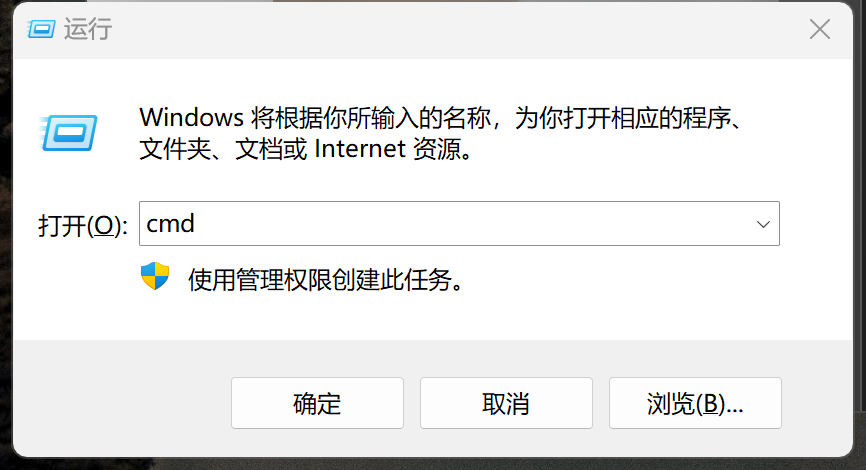 运行
Windows 将根据你所输入的名称，为你打开相应的程序、
文件夹、文档或 Internet 资源。
打开(O):
cmd
使用管理权限创建此任务。
确定
取消
浏览(B)...